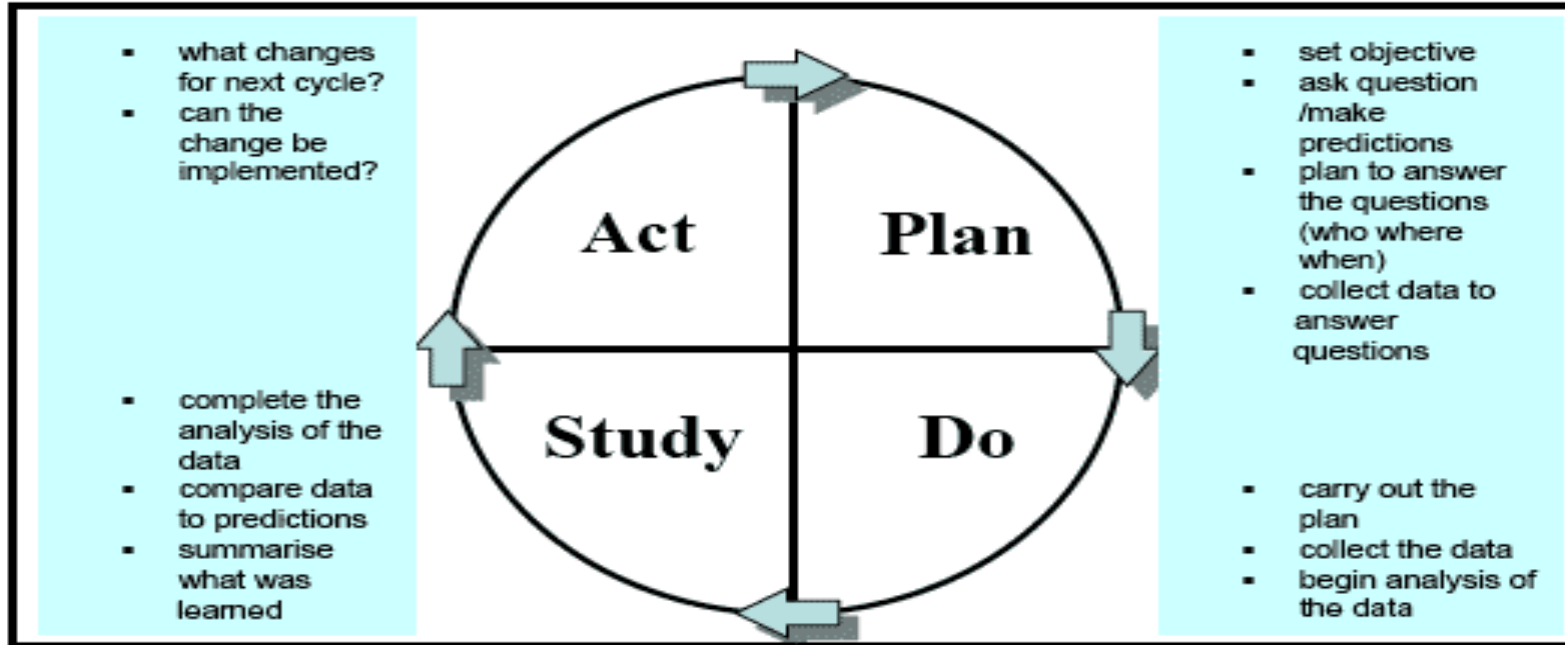 ▪ what changes
for next cycle?
▪ can the
change be
implemented?
Act
Plan
▪ set objective
▪ ask question
/make
predictions
▪ plan to answer
the questions
(who where
when)
▪ collect data to
answer
questions
▪ complete the
analysis of the
data
▪ compare data
to predictions
▪ summarise
what was
learned
Study
Do
▪ carry out the
plan
▪ collect the data
▪ begin analysis of
the data